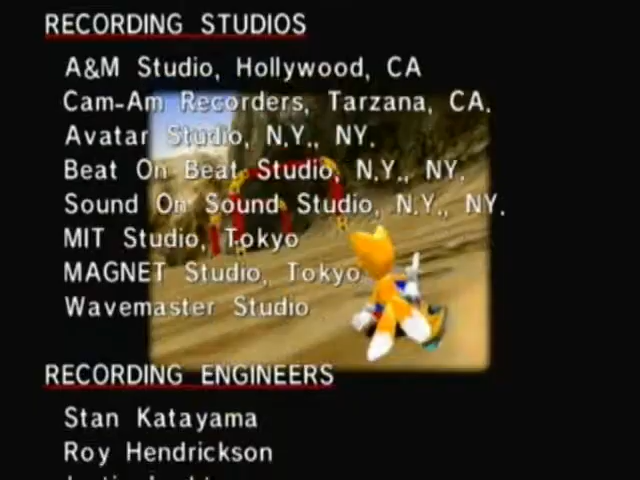 RECORDING STUDIOS
A&M Studio, Hollywood, CA
Cam-Am Recorders, Tarzana, CA.
Avatar Studio, N.Y., NY.
Beat On Beat Studio, N.Y., NY.
Sound On Sound Studio, N.Y., NY.
MIT Studio, Tokyo
MAGNET Studio, Tokyo
Wavemaster Studio
RECORDING ENGINEERS
Stan Katayama
Roy Hendrickson